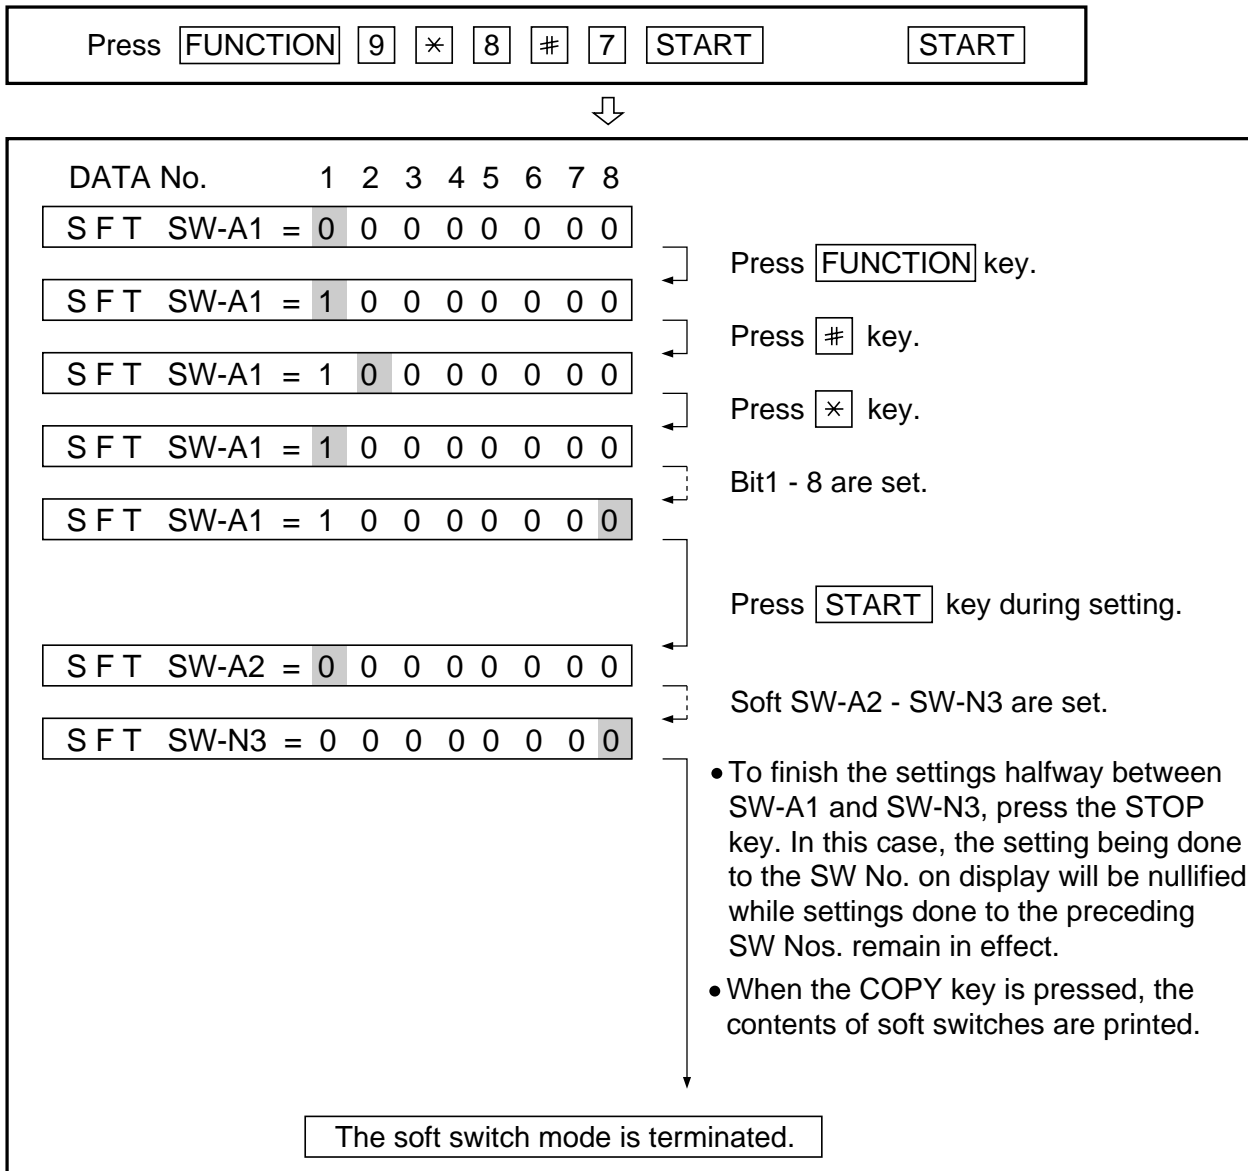 Press FUNCTION 9 * 8 # 7 START START
DATA No. 1 2 3 4 5 6 7 8
SFT SW-A1 = 0 0 0 0 0 0 0 0
Press FUNCTION key.
SFT SW-A1 = 1 0 0 0 0 0 0 0
Press # key.
SFT SW-A1 = 1 0 0 0 0 0 0 0
Press * key.
SFT SW-A1 = 1 0 0 0 0 0 0 0
Bit1 - 8 are set.
SFT SW-A1 = 1 0 0 0 0 0 0 0
Press START key during setting.
SFT SW-A2 = 0 0 0 0 0 0 0 0
Soft SW-A2 - SW-N3 are set.
SFT SW-N3 = 0 0 0 0 0 0 0 0
• To finish the settings halfway between
SW-A1 and SW-N3, press the STOP
key. In this case, the setting being done
to the SW No. on display will be nullified
while settings done to the preceding
SW Nos. remain in effect.
• When the COPY key is pressed, the
contents of soft switches are printed.
The soft switch mode is terminated.